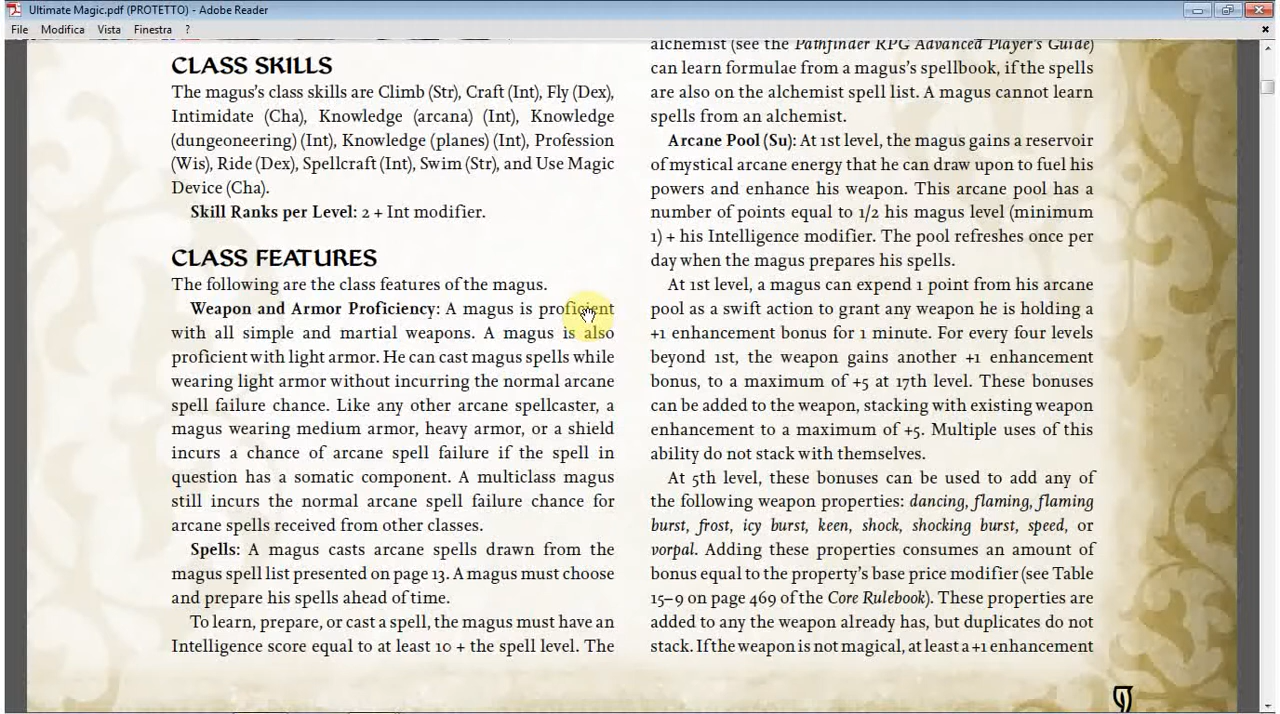 Ultimate Magic.pdf (PROTETTO) - Adobe Reader
File Modifica Vista Finestra ?
CLASS SKILLS
The magus's class skills are Climb (Str), Craft (Int), Fly (Dex),
Intimidate (Cha), Knowledge (arcana) (Int), Knowledge
(dungeoneering) (Int), Knowledge (planes) (Int), Profession
(Wis), Ride (Dex), Spellcraft (Int), Swim (Str), and Use Magic
Device (Cha).
Skill Ranks per Level: 2 + Int modifier.
CLASS FEATURES
The following are the class features of the magus.
Weapon and Armor Proficiency: A magus is proficient
with all simple and martial weapons. A magus is also
proficient with light armor. He can cast magus spells while
wearing light armor without incurring the normal arcane
spell failure chance. Like any other arcane spellcaster, a
magus wearing medium armor, heavy armor, or a shield
incurs a chance of arcane spell failure if the spell in
question has a somatic component. A multiclass magus
still incurs the normal arcane spell failure chance for
arcane spells received from other classes.
Spells: A magus casts arcane spells drawn from the
magus spell list presented on page 13. A magus must choose
and prepare his spells ahead of time.
To learn, prepare, or cast a spell, the magus must have an
Intelligence score equal to at least 10 + the spell level. The
alchemist (see the Pathfinder RPG Advanced Player's Guide)
can learn formulae from a magus's spellbook, if the spells
are also on the alchemist spell list. A magus cannot learn
spells from an alchemist.
Arcane Pool (Su): At 1st level, the magus gains a reservoir
of mystical arcane energy that he can draw upon to fuel his
powers and enhance his weapon. This arcane pool has a
number of points equal to 1/2 his magus level (minimum
1) + his Intelligence modifier. The pool refreshes once per
day when the magus prepares his spells.
At 1st level, a magus can expend 1 point from his arcane
pool as a swift action to grant any weapon he is holding a
+1 enhancement bonus for 1 minute. For every four levels
beyond 1st, the weapon gains another +1 enhancement
bonus, to a maximum of +5 at 17th level. These bonuses
can be added to the weapon, stacking with existing weapon
enhancement to a maximum of +5. Multiple uses of this
ability do not stack with themselves.
At 5th level, these bonuses can be used to add any of
the following weapon properties: dancing, flaming, flaming
burst, frost, icy burst, keen, shock, shocking burst, speed, or
vorpal. Adding these properties consumes an amount of
bonus equal to the property's base price modifier (see Table
15–9 on page 469 of the Core Rulebook). These properties are
added to any the weapon already has, but duplicates do not
stack. If the weapon is not magical, at least a +1 enhancement